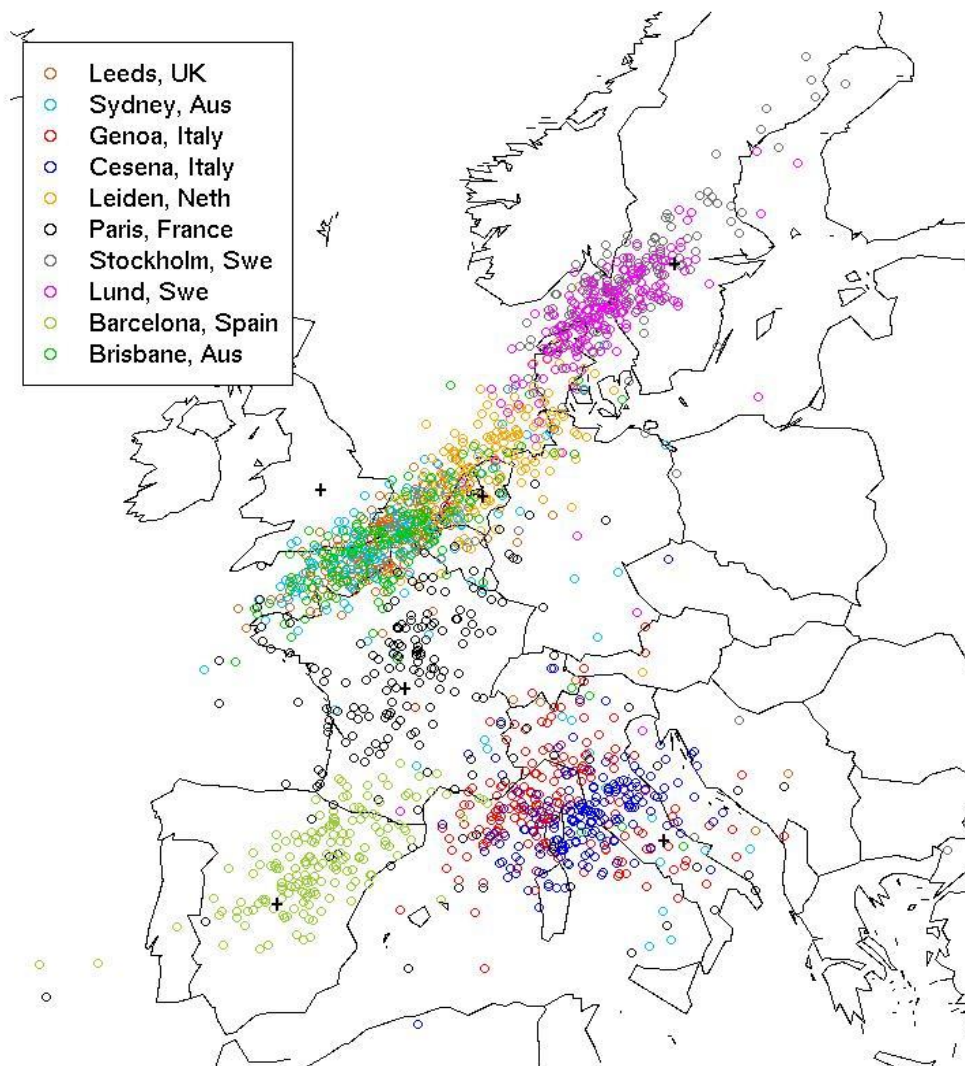 Leeds, UK
Sydney, Aus
Genoa, Italy
Cesena, Italy
Leiden, Neth
Paris, France
Stockholm, Swe
Lund, Swe
Barcelona, Spain
Brisbane, Aus